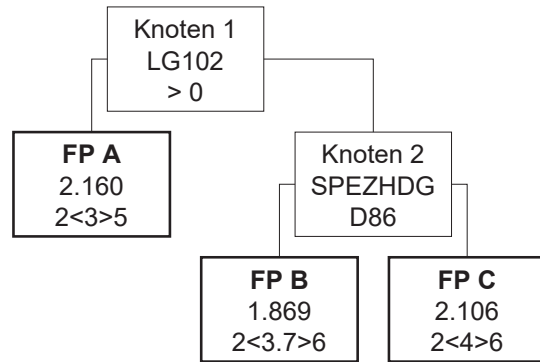 Knoten 1
LG102
> 0
FP A
2.160
2<3>5
Knoten 2
SPEZHDG
D86
FP B
1.869
2<3.7>6
FP C
2.106
2<4>6